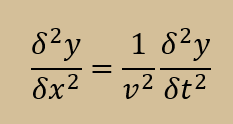 δ²y/δx² = 1/v² δ²y/δt²